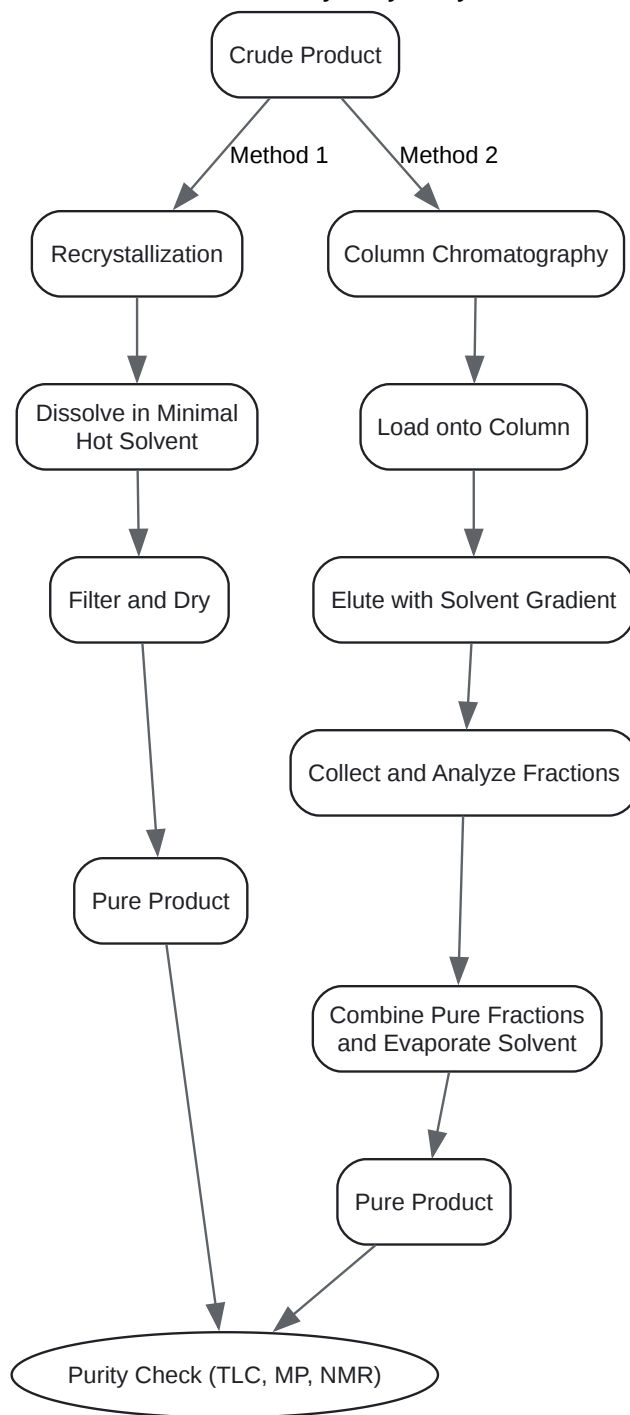 Crude Product
Method 1
Method 2
Recrystallization
Column Chromatography
Dissolve in Minimal
Hot Solvent
Load onto Column
Filter and Dry
Elute with Solvent Gradient
Collect and Analyze Fractions
Pure Product
Combine Pure Fractions
and Evaporate Solvent
Pure Product
Purity Check (TLC, MP, NMR)